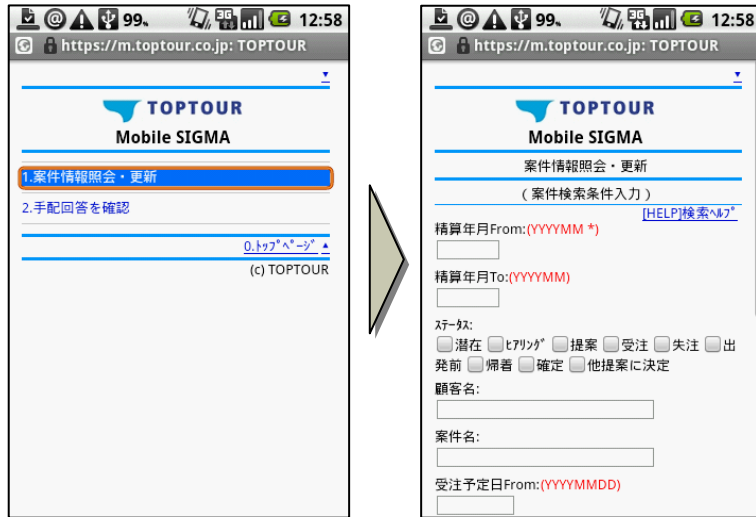 99% 3G 12:58
https://m.toptour.co.jp: TOPTOUR
▼
TOPTOUR
Mobile SIGMA
1.案件情報照会・更新
2.手配回答を確認
0.ﾄｯﾌﾟﾍﾟｰｼﾞ ▲
(c) TOPTOUR
99% 3G 12:58
https://m.toptour.co.jp: TOPTOUR
▼
TOPTOUR
Mobile SIGMA
案件情報照会・更新
(案件検索条件入力)
[HELP]検索ﾍﾙﾌﾟ
精算年月From:(YYYYMM *)
精算年月To:(YYYYMM)
ｽﾃｰﾀｽ:
潜在 ﾋｱﾘﾝｸﾞ 提案 受注 失注 出
発前 帰着 確定 他提案に決定
顧客名:
案件名:
受注予定日From:(YYYYMMDD)